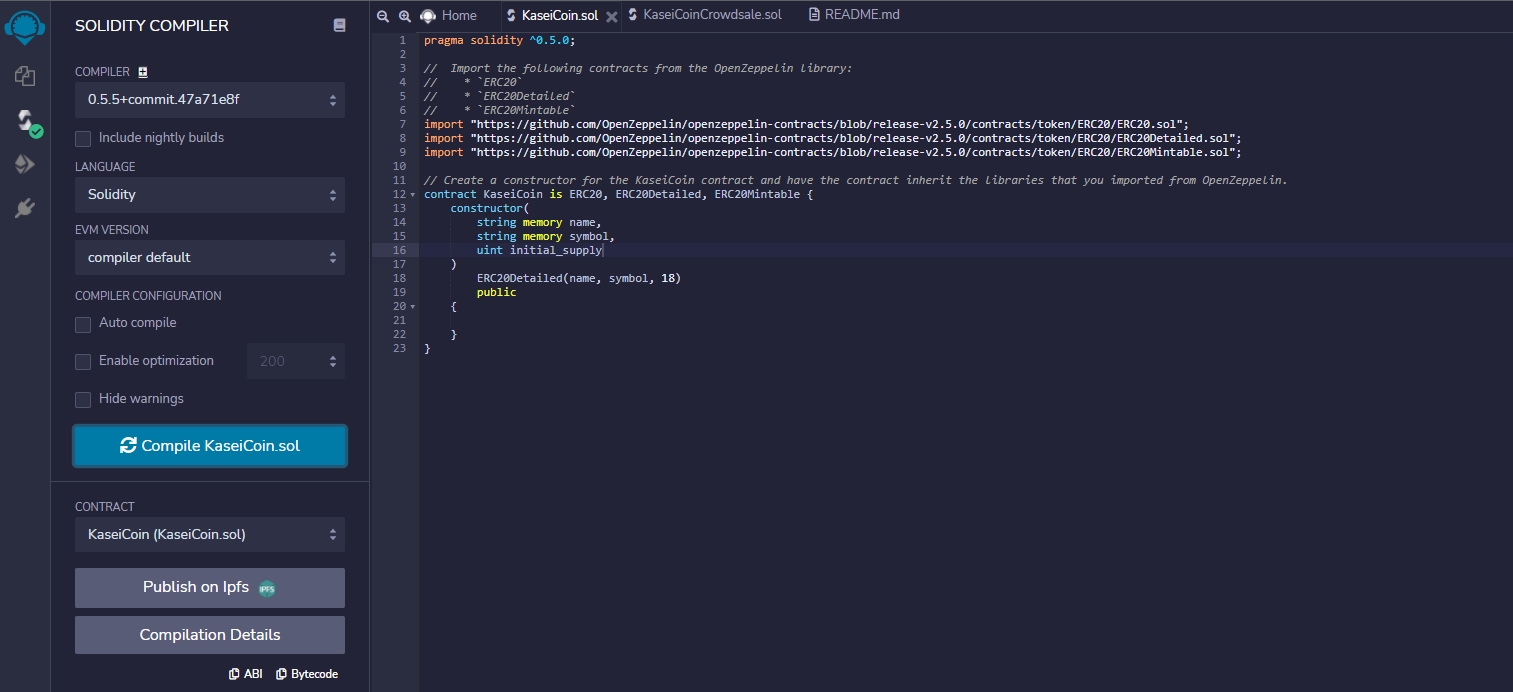 SOLIDITY COMPILER
COMPILER
0.5.5+commit.47a71e8f
Include nightly builds
LANGUAGE
Solidity
EVM VERSION
compiler default
COMPILER CONFIGURATION
Auto compile
Enable optimization
200
Hide warnings
Compile KaseiCoin.sol
CONTRACT
KaseiCoin (KaseiCoin.sol)
Publish on Ipfs
IPFS
Compilation Details
ABI Bytecode
Home KaseiCoin.sol KaseiCoinCrowdsale.sol README.md
1 pragma solidity ^0.5.0;
2
3 //  Import the following contracts from the OpenZeppelin library:
4 //    * `ERC20`
5 //    * `ERC20Detailed`
6 //    * `ERC20Mintable`
7 import "https://github.com/OpenZeppelin/openzeppelin-contracts/blob/release-v2.5.0/contracts/token/ERC20/ERC20.sol";
8 import "https://github.com/OpenZeppelin/openzeppelin-contracts/blob/release-v2.5.0/contracts/token/ERC20/ERC20Detailed.sol";
9 import "https://github.com/OpenZeppelin/openzeppelin-contracts/blob/release-v2.5.0/contracts/token/ERC20/ERC20Mintable.sol";
10
11 // Create a constructor for the KaseiCoin contract and have the contract inherit the libraries that you imported from OpenZeppelin.
12 contract KaseiCoin is ERC20, ERC20Detailed, ERC20Mintable {
13     constructor(
14         string memory name,
15         string memory symbol,
16         uint initial_supply
17     )
18         ERC20Detailed(name, symbol, 18)
19         public
20     {
21
22     }
23 }